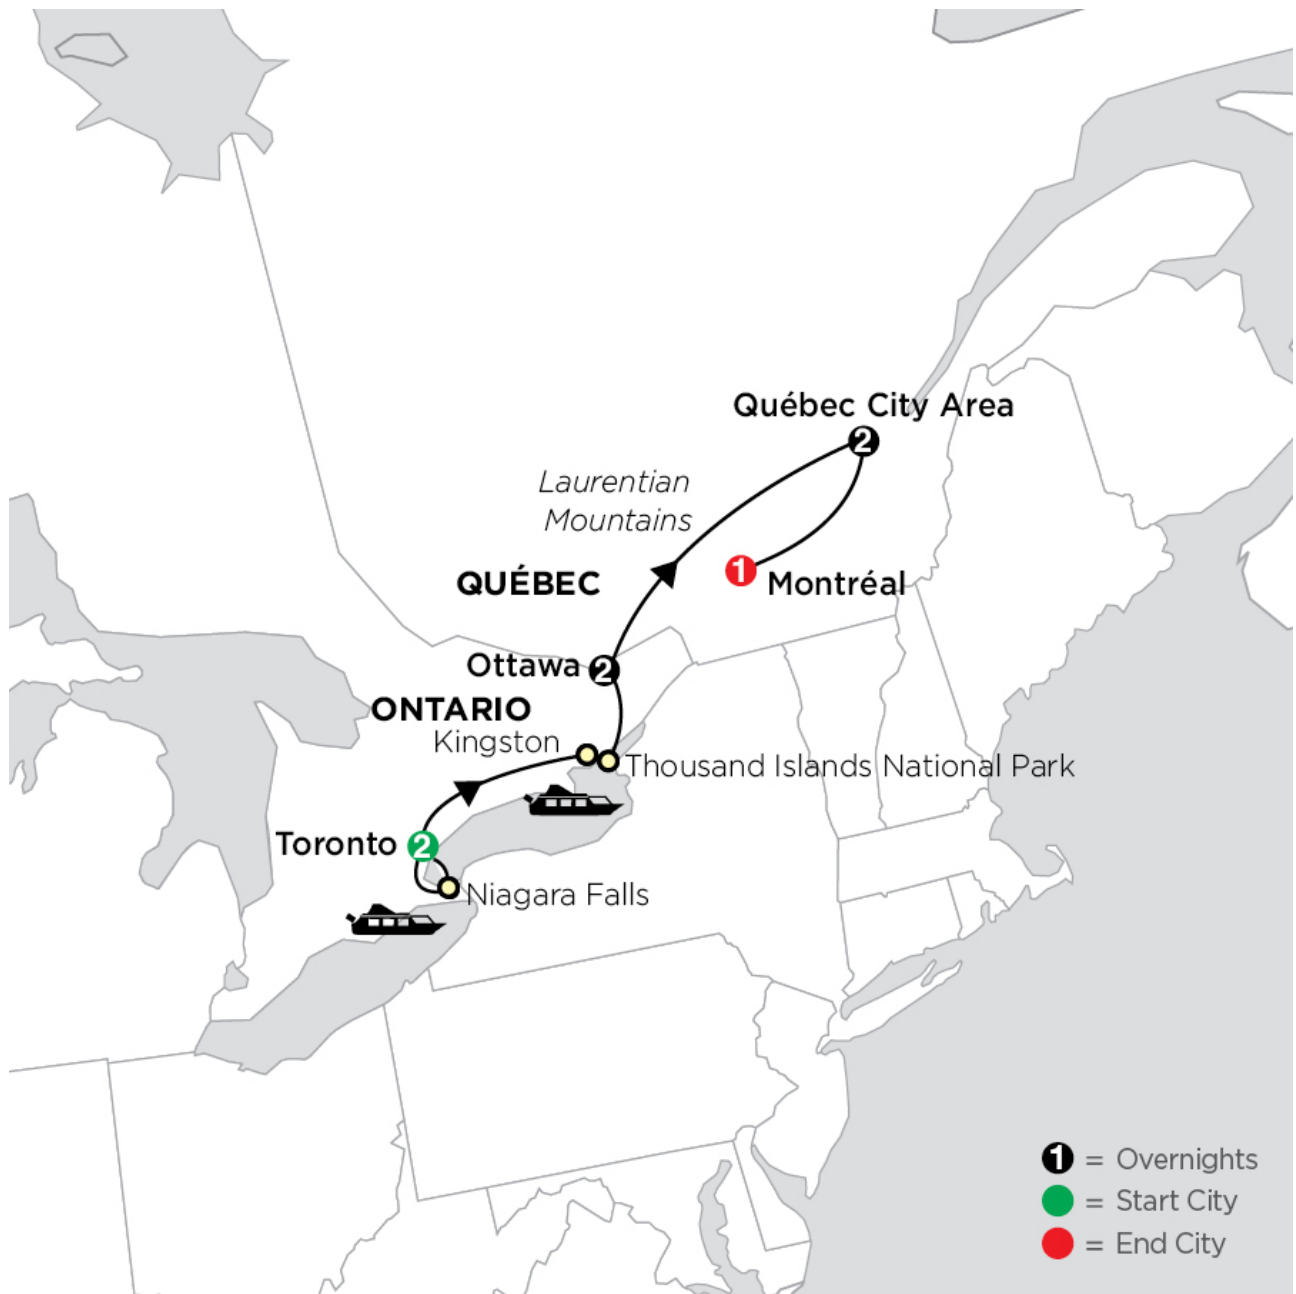 Québec City Area
2
Laurentian
Mountains
1
Montréal
QUÉBEC
Ottawa 2
ONTARIO
Kingston
Thousand Islands National Park
Toronto 2
Niagara Falls
1 = Overnights
= Start City
= End City